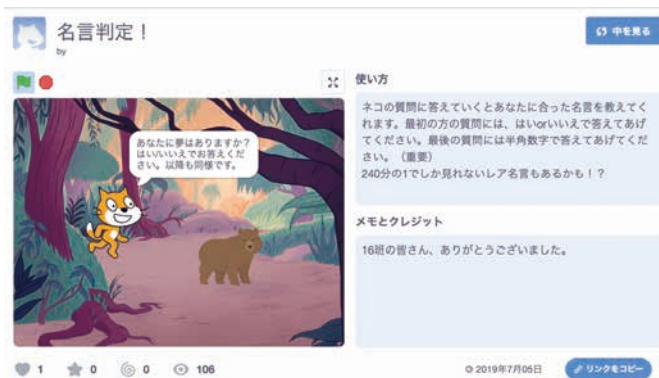 名言判定！
by
中を見る
あなたに夢はありますか？
はい/いいえでお答えくだ
さい。以降も同様です。
使い方
ネコの質問に答えていくとあなたに合った名言を教えてく
れます。最初の方の質問には、はいorいいえで答えてあげ
てください。最後の質問には半角数字で答えてあげてくだ
さい。（重要）
240分の1でしか見れないレア名言もあるかも！？
メモとクレジット
16班の皆さん、ありがとうございました。
1 0 0 106
© 2019年7月05日
リンクをコピー